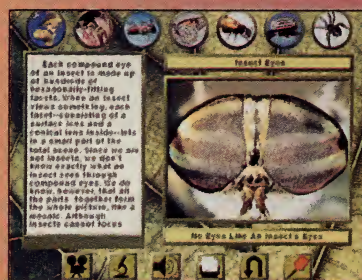 Insect Eyes
Each compound eye
of an insect is made up
of hundreds of
hexagonally-fitting
facets. When an insect
views something, each
facet--consisting of a
surface lens and a
conical lens inside--lets
in a small part of the
total scene. Since we are
not insects, we don't
know exactly what an
insect sees through
compound eyes. We do
know, however, that all
the parts together form
the whole picture, like a
mosaic. Although
insects cannot focus
No Eyes Like An Insect's Eyes